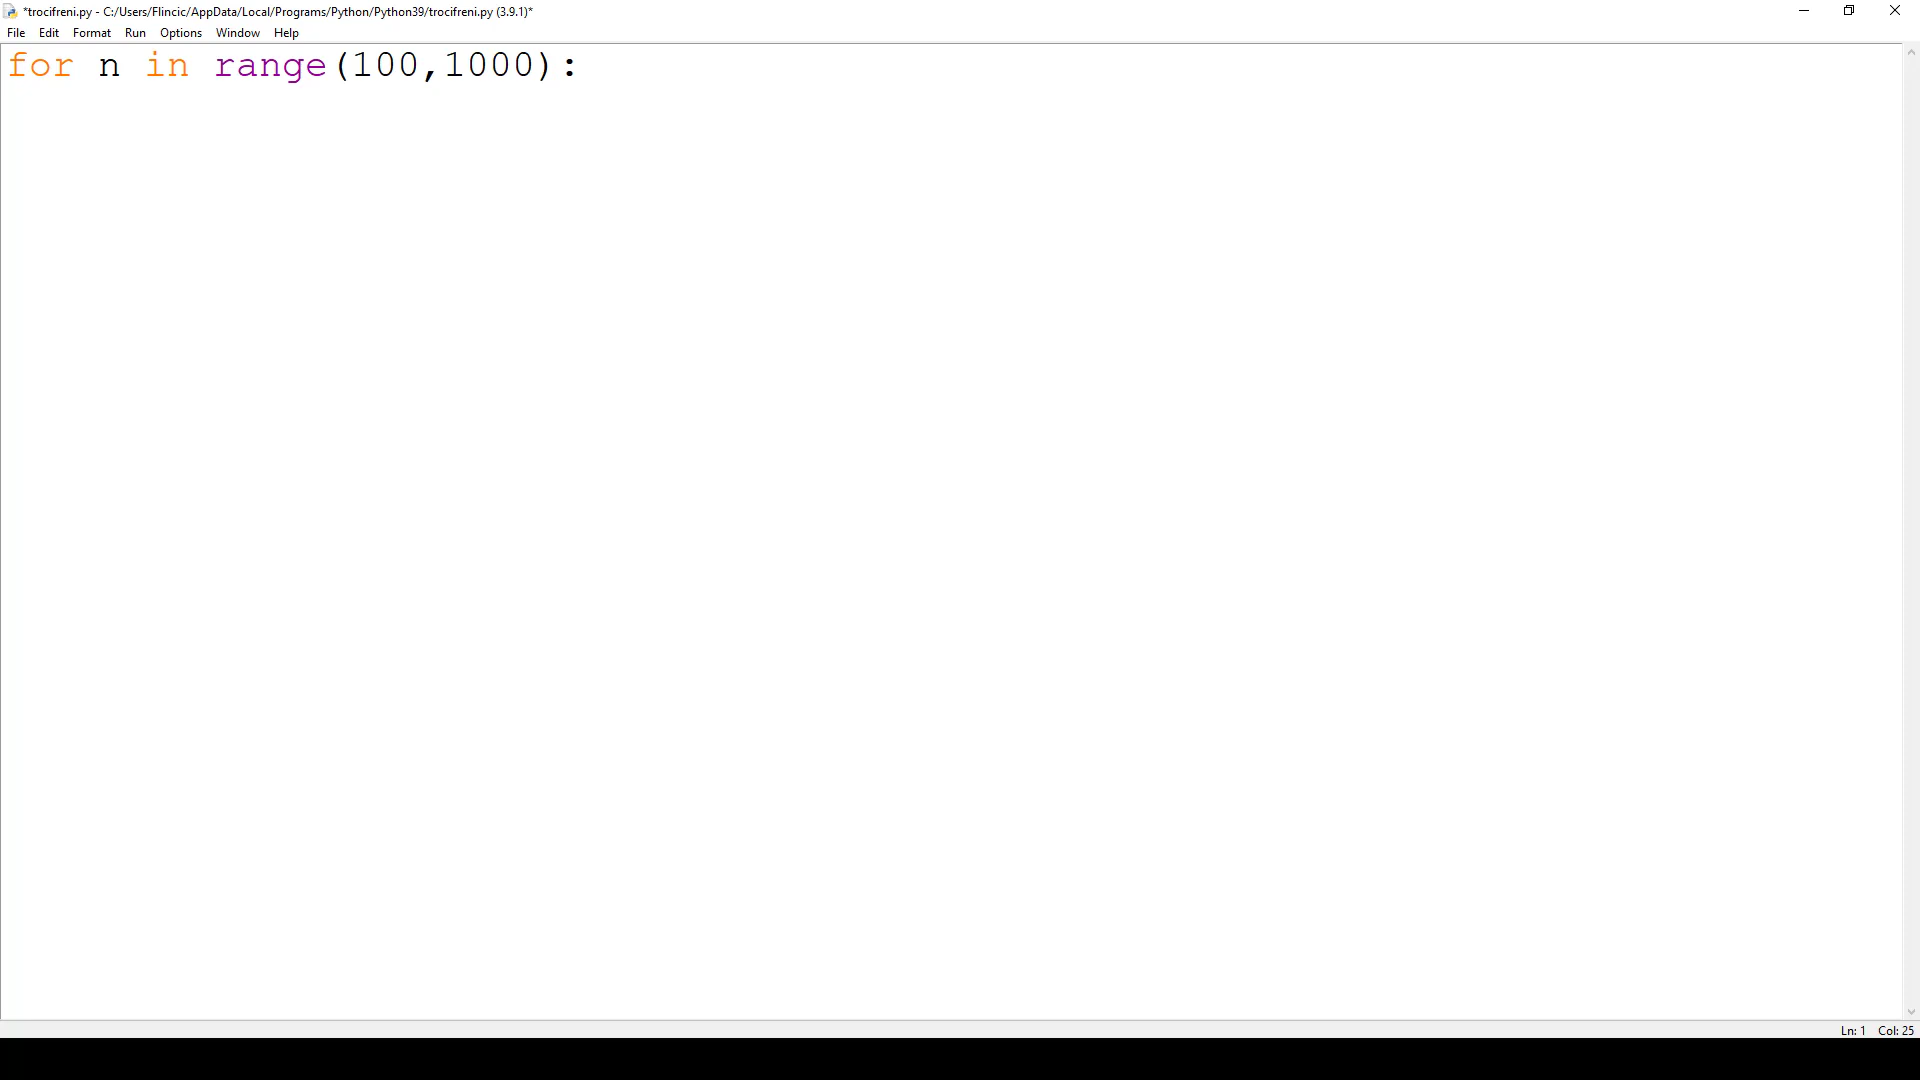 *trocifreni.py - C:/Users/Flincic/AppData/Local/Programs/Python/Python39/trocifreni.py (3.9.1)*
File Edit Format Run Options Window Help
for n in range(100,1000):
Ln: 1 Col: 25